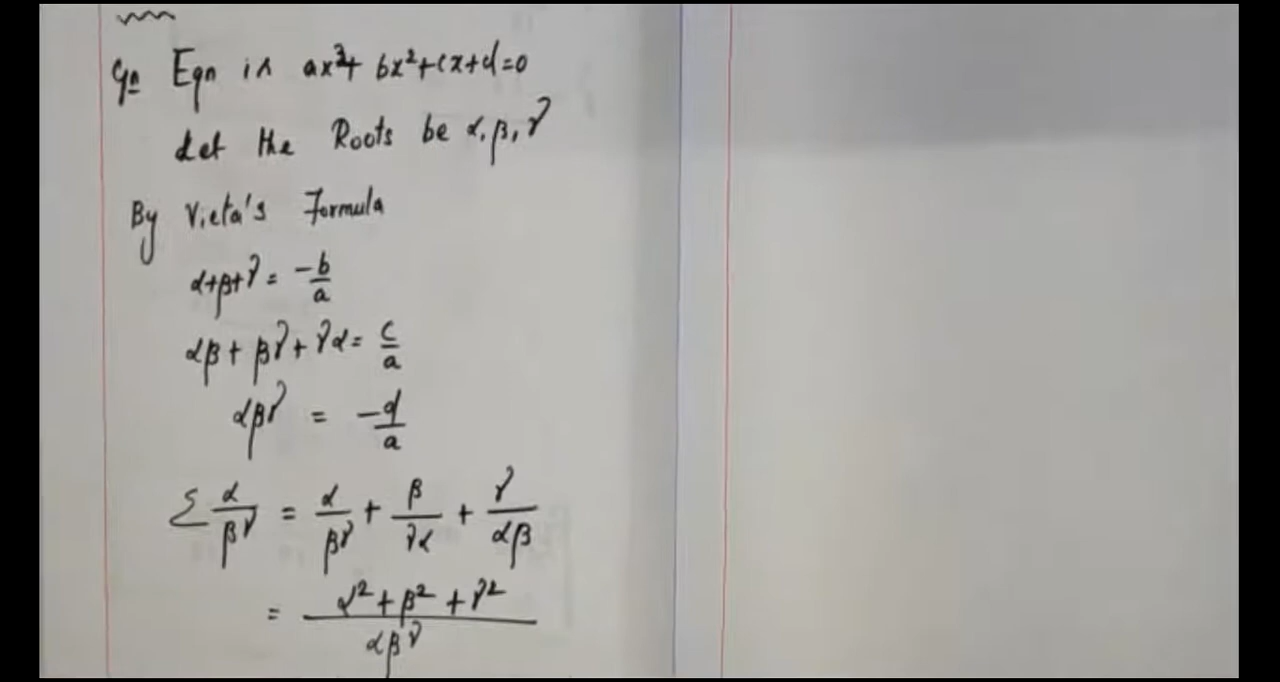 Gn Eqn is ax³+ bx²+cx+d=0
Let the Roots be α, β, γ
By Vieta's Formula
α+β+γ = -b/a
αβ + βγ + γα = c/a
αβγ = -d/a
Σ α/βγ = α/βγ + β/γα + γ/αβ
= α² + β² + γ² / αβγ